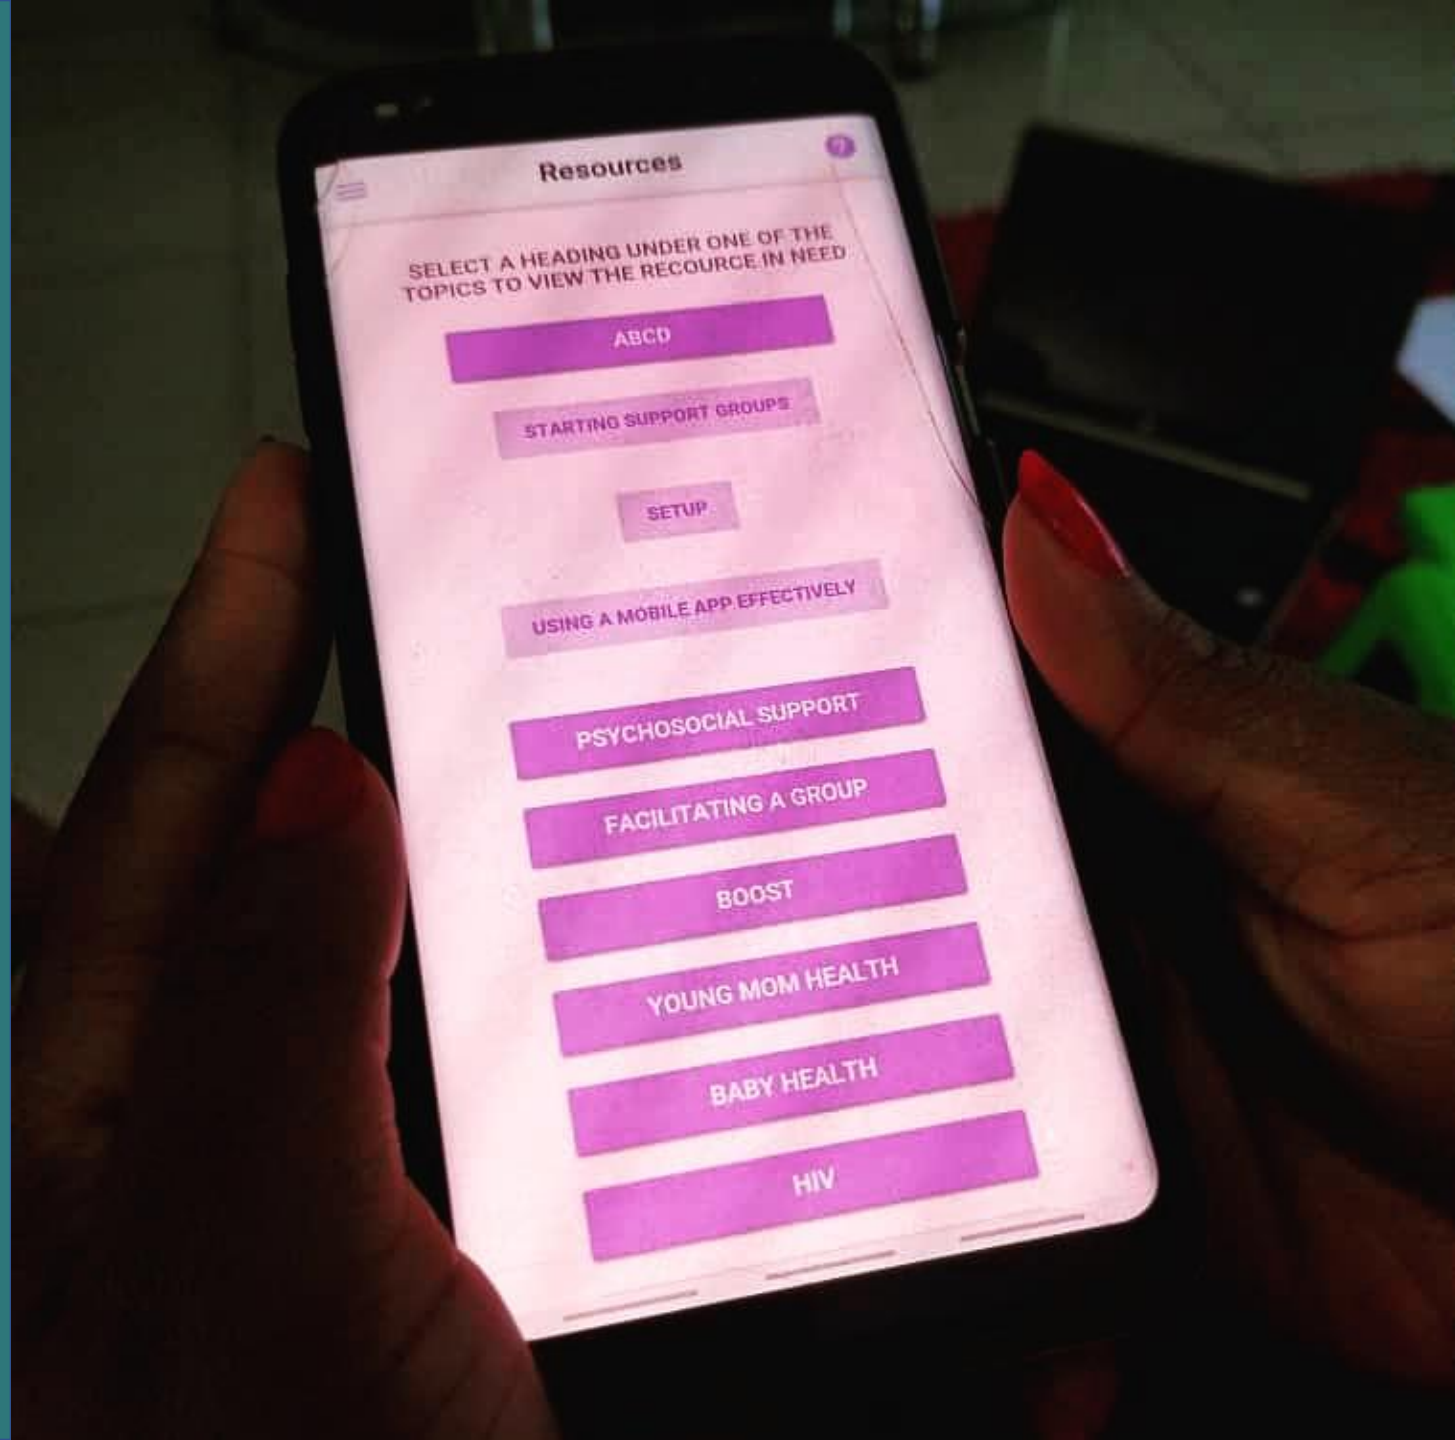 Resources
?
SELECT A HEADING UNDER ONE OF THE
TOPICS TO VIEW THE RECOURCE IN NEED
ABCD
STARTING SUPPORT GROUPS
SETUP
USING A MOBILE APP EFFECTIVELY
PSYCHOSOCIAL SUPPORT
FACILITATING A GROUP
BOOST
YOUNG MOM HEALTH
BABY HEALTH
HIV